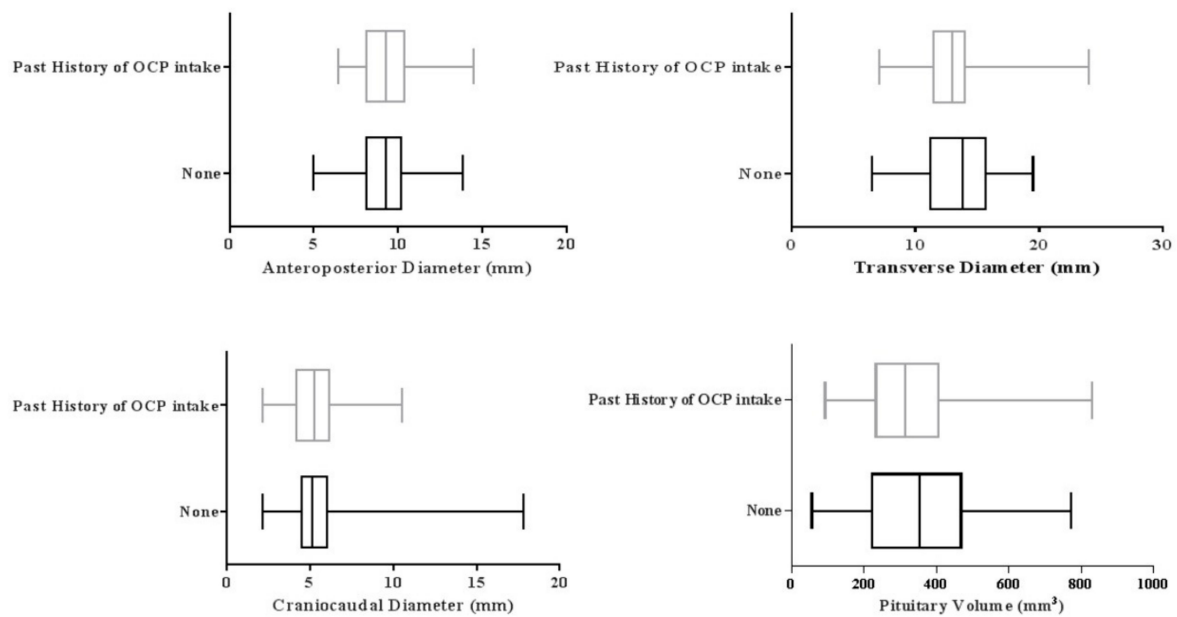 Past History of OCP intake
None
0 5 10 15 20
Anteroposterior Diameter (mm)
Past History of OCP intake
None
0 10 20 30
Transverse Diameter (mm)
Past History of OCP intake
None
0 5 10 15 20
Craniocaudal Diameter (mm)
Past History of OCP intake
None
0 200 400 600 800 1000
Pituitary Volume (mm³)